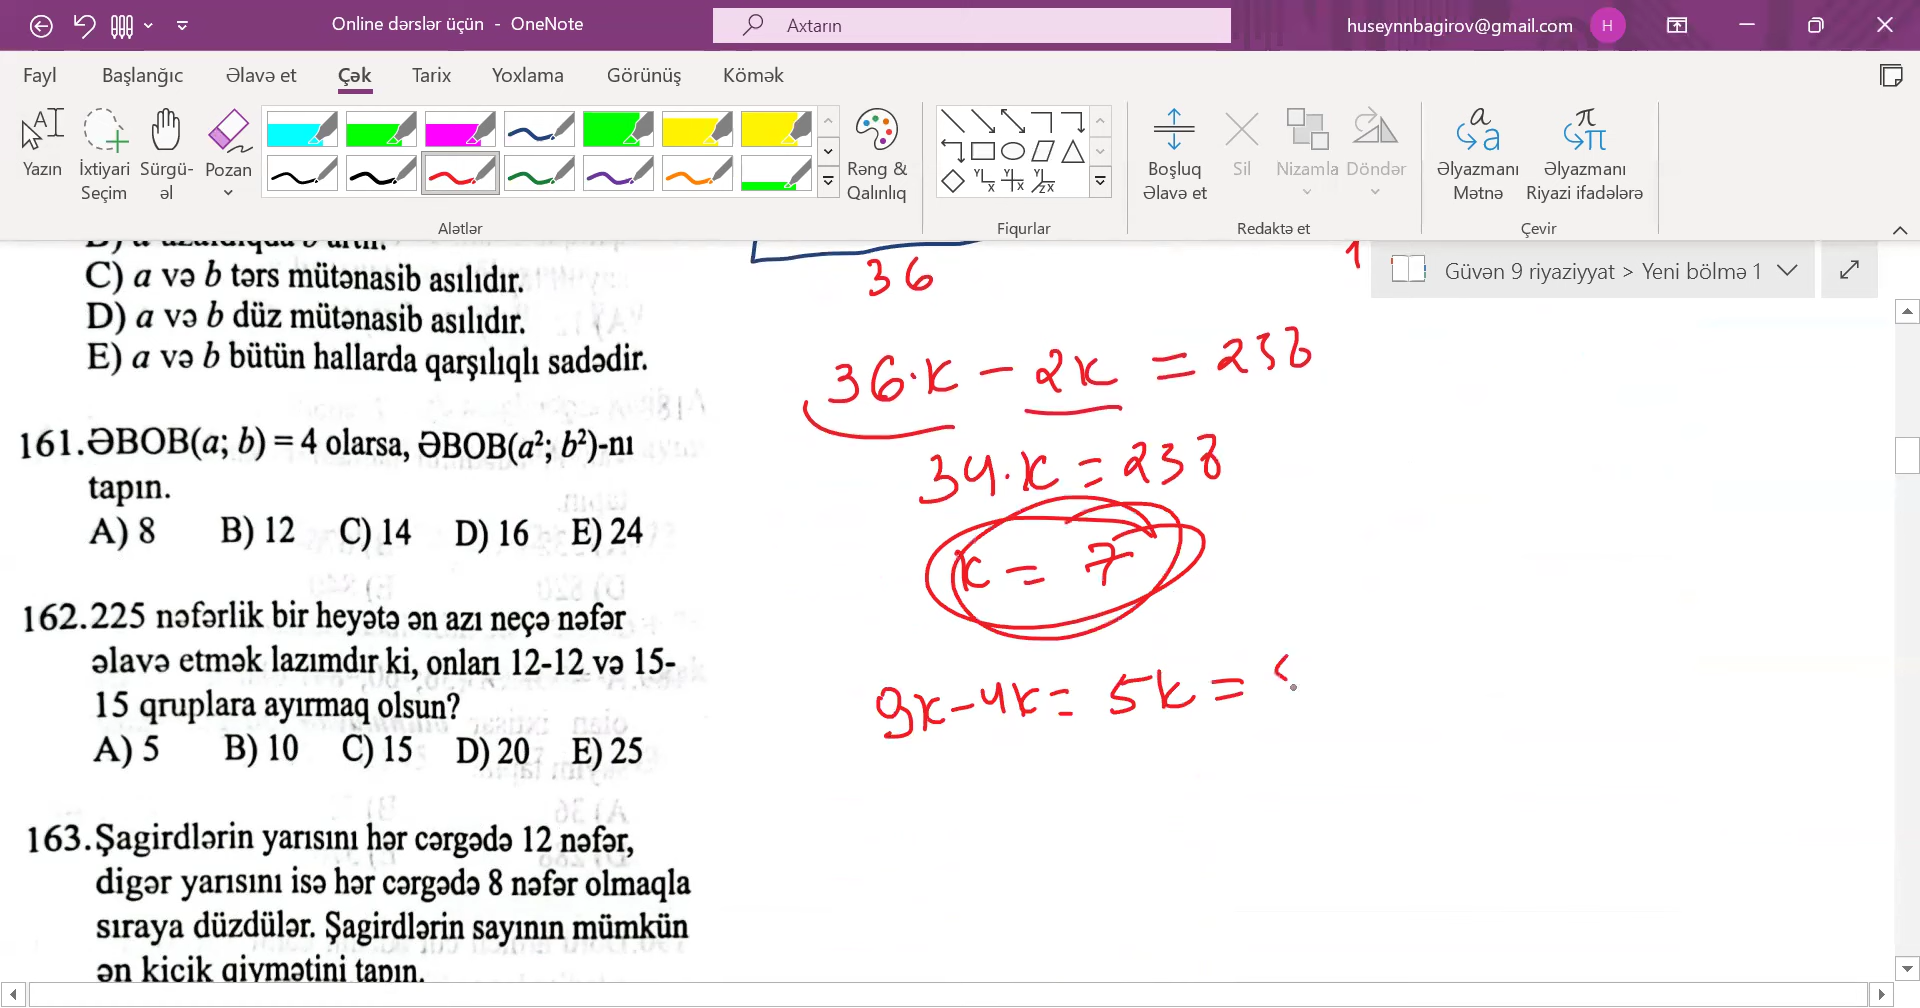 Online dərslər üçün - OneNote
Axtarın
huseynnbagirov@gmail.com
H
Fayl Başlanğıc Əlavə et Çək Tarix Yoxlama Görünüş Kömək
Yazın
İxtiyari Seçim
Sürgü-əl
Pozan
Rəng & Qalınlıq
Boşluq Əlavə et
Sil
Nizamla
Döndər
Əlyazmanı Mətnə
Əlyazmanı Riyazi ifadələrə
Alətlər
Fiqurlar
Redaktə et
Çevir
Güvən 9 riyaziyyat > Yeni bölmə 1
C) a və b tərs mütənasib asılıdır.
D) a və b düz mütənasib asılıdır.
E) a və b bütün hallarda qarşılıqlı sadədir.
161. ƏBOB(a; b) = 4 olarsa, ƏBOB(a²; b²)-nı
tapın.
A) 8 B) 12 C) 14 D) 16 E) 24
162. 225 nəfərlik bir heyətə ən azı neçə nəfər
əlavə etmək lazımdır ki, onları 12-12 və 15-
15 qruplara ayırmaq olsun?
A) 5 B) 10 C) 15 D) 20 E) 25
163. Şagirdlərin yarısını hər cərgədə 12 nəfər,
digər yarısını isə hər cərgədə 8 nəfər olmaqla
sıraya düzdülər. Şagirdlərin sayının mümkün
ən kiçik qiymətini tapın.
36
36·k - 2k = 238
34·k = 238
k = 7
9k-4k = 5k =